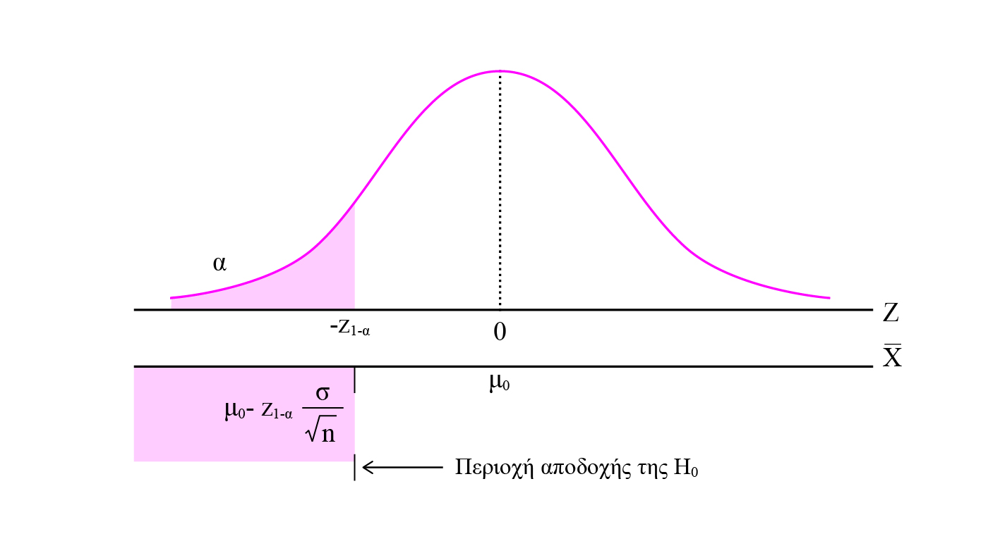 α
Z
-z₁₋α
0
X̅
μ₀
μ₀- z₁₋α σ/√n
Περιοχή αποδοχής της H₀